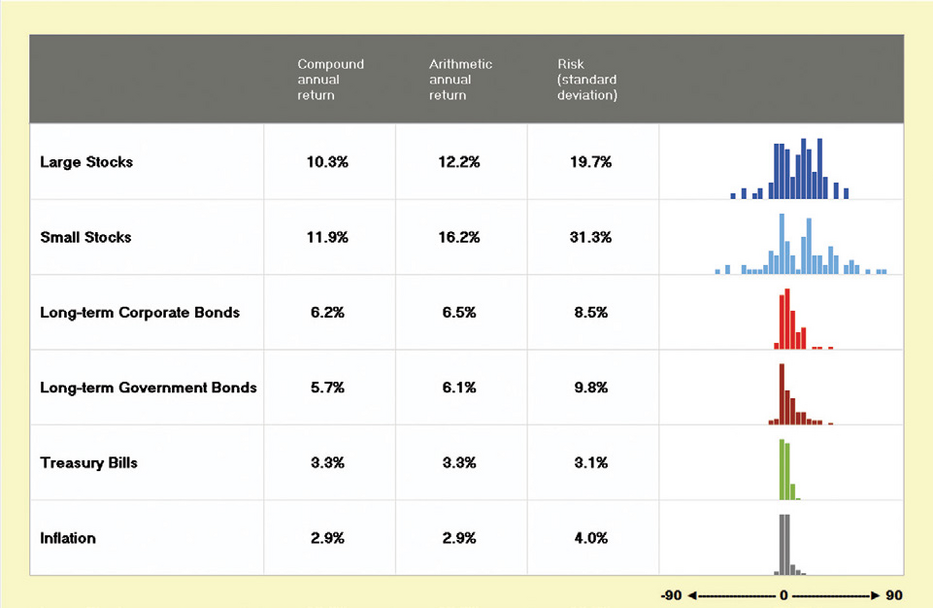 Compound annual return
Arithmetic annual return
Risk (standard deviation)
Large Stocks 10.3% 12.2% 19.7%
Small Stocks 11.9% 16.2% 31.3%
Long-term Corporate Bonds 6.2% 6.5% 8.5%
Long-term Government Bonds 5.7% 6.1% 9.8%
Treasury Bills 3.3% 3.3% 3.1%
Inflation 2.9% 2.9% 4.0%
-90 0 90